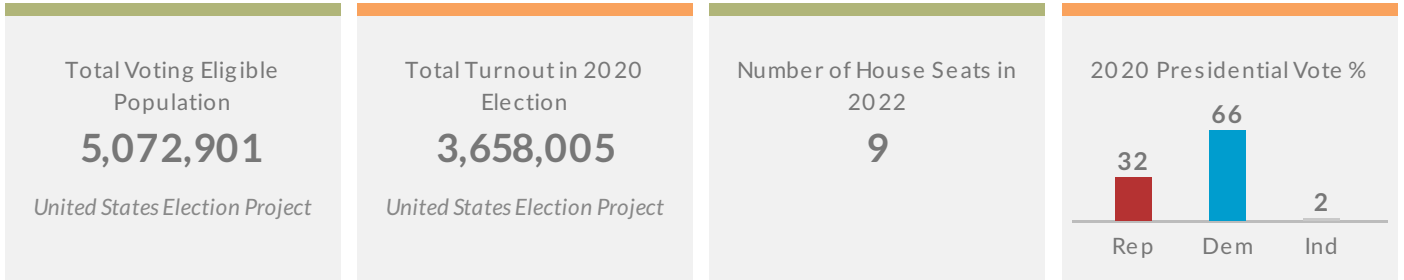 Total Voting Eligible
Population
5,072,901
United States Election Project
Total Turnout in 2020
Election
3,658,005
United States Election Project
Number of House Seats in
2022
9
2020 Presidential Vote %
66
32
2
Rep Dem Ind